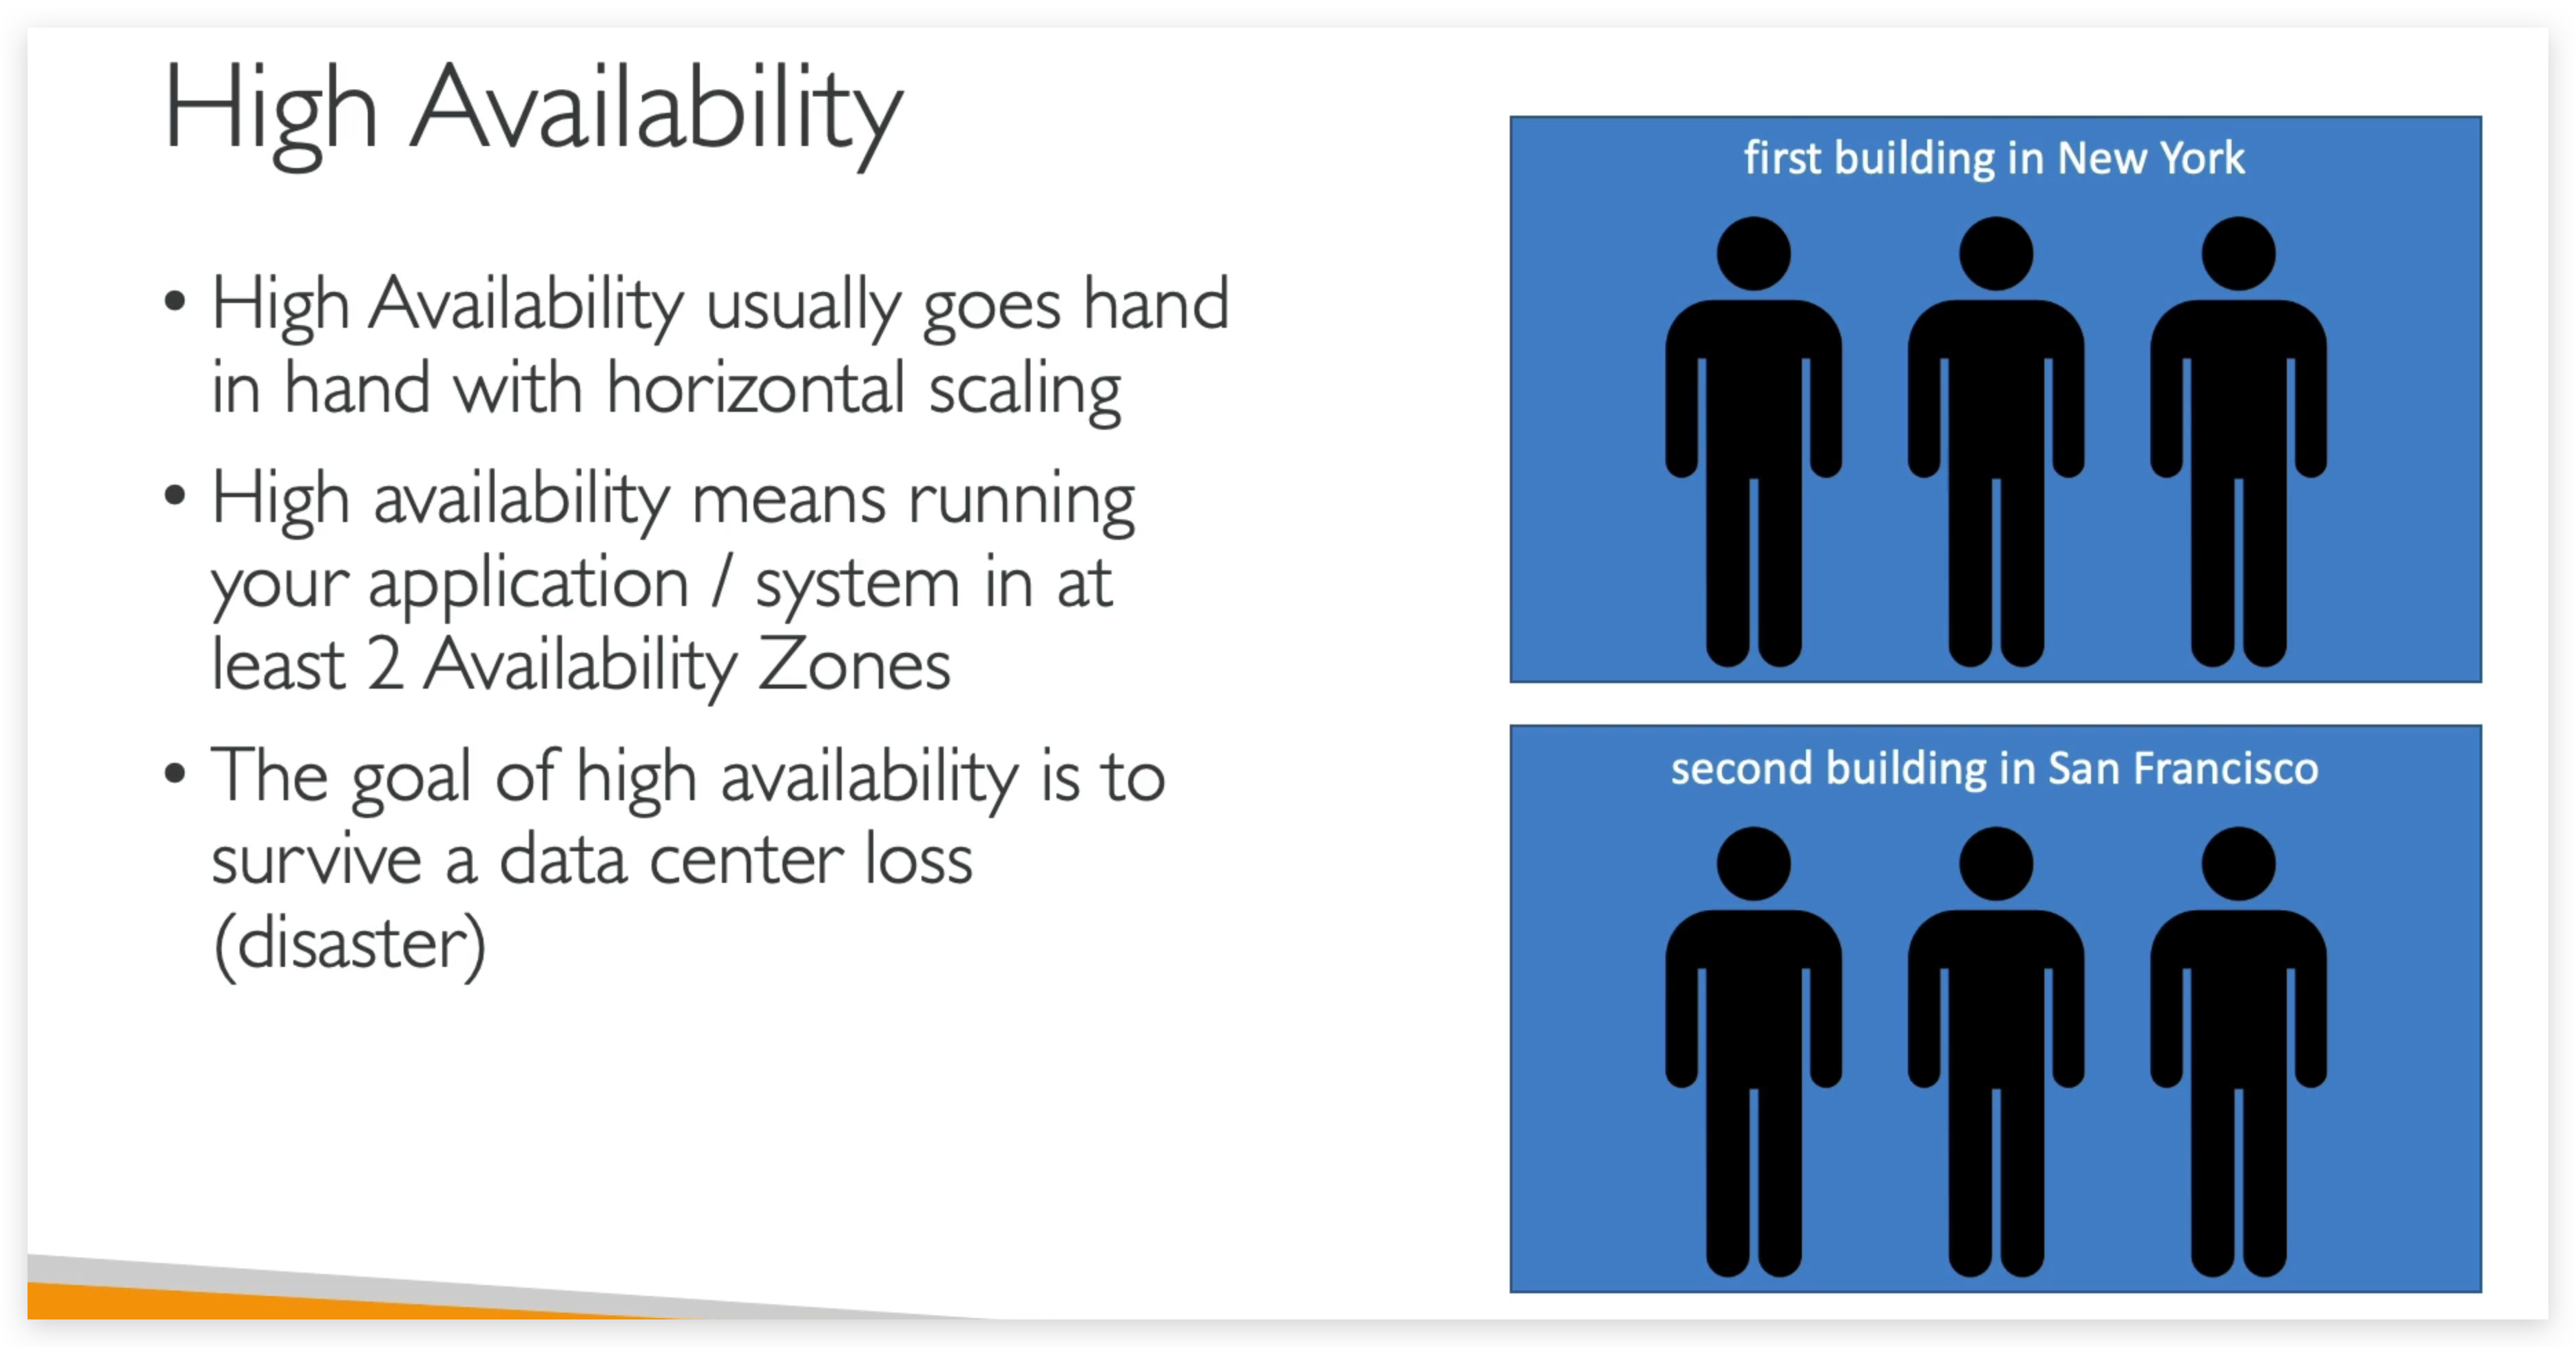 High Availability
• High Availability usually goes hand
in hand with horizontal scaling
• High availability means running
your application / system in at
least 2 Availability Zones
• The goal of high availability is to
survive a data center loss
(disaster)
first building in New York
second building in San Francisco